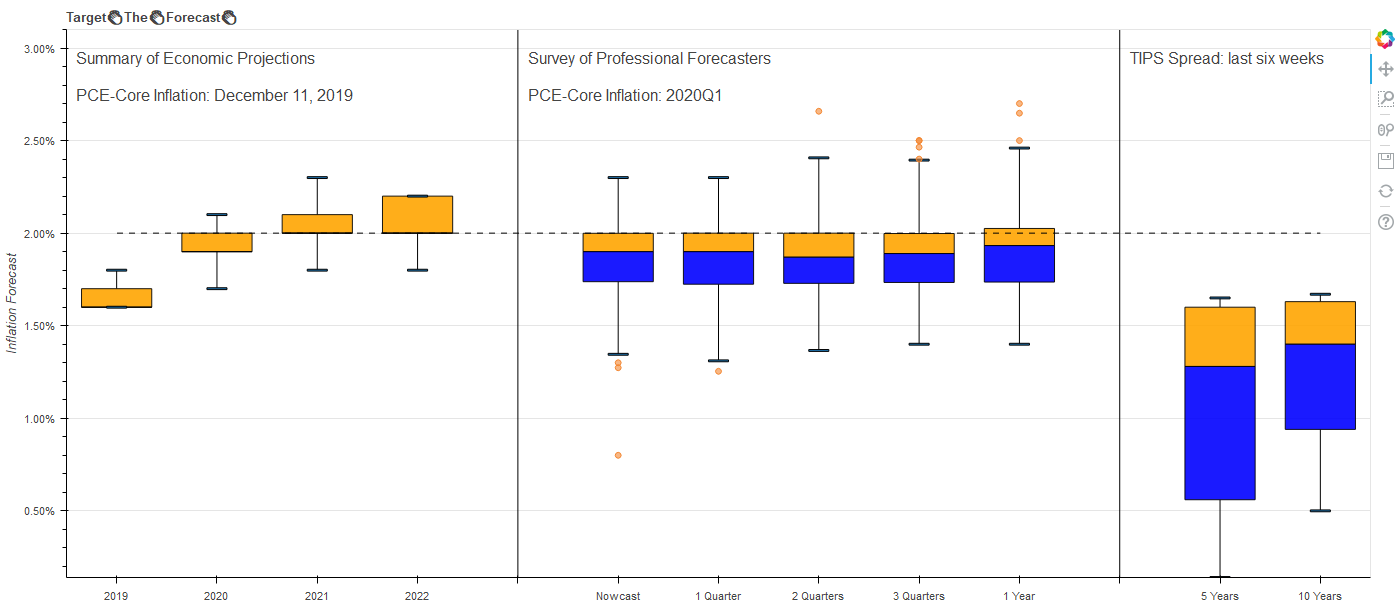 Target👏The👏Forecast👏
3.00%
2.50%
2.00%
1.50%
1.00%
0.50%
Inflation Forecast
Summary of Economic Projections
PCE-Core Inflation: December 11, 2019
Survey of Professional Forecasters
PCE-Core Inflation: 2020Q1
TIPS Spread: last six weeks
2019
2020
2021
2022
Nowcast
1 Quarter
2 Quarters
3 Quarters
1 Year
5 Years
10 Years